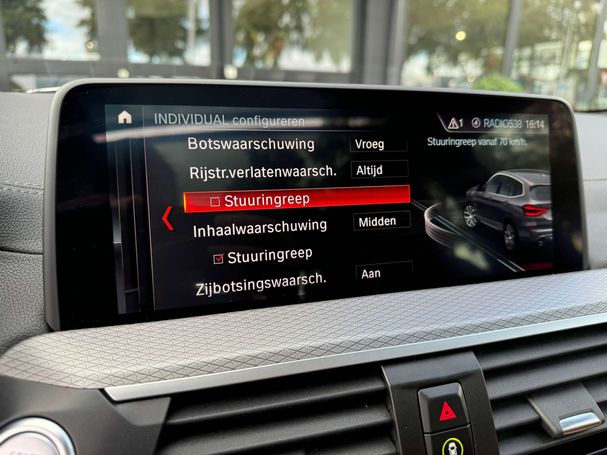 INDIVIDUAL configureren
1 RADIO538 16:14
Botswaarschuwing Vroeg
Stuuringreep vanaf 70 km/h.
Rijstr.verlatenwaarsch. Altijd
Stuuringreep
Inhaalwaarschuwing Midden
Stuuringreep
Zijbotsingswaarsch. Aan